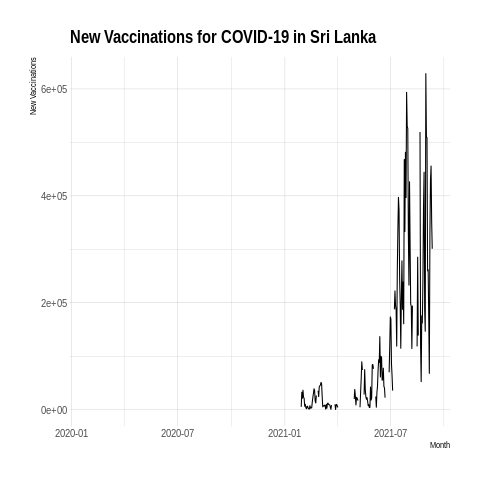 New Vaccinations for COVID-19 in Sri Lanka
New Vaccinations
6e+05
4e+05
2e+05
0e+00
2020-01 2020-07 2021-01 2021-07
Month